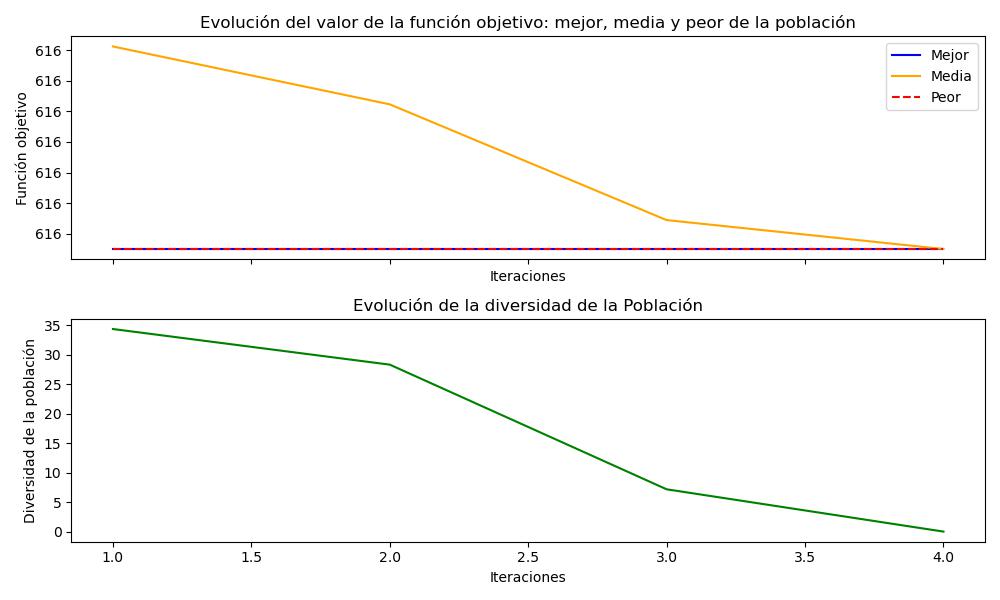 Evolución del valor de la función objetivo: mejor, media y peor de la población
616
616
616
616
616
616
616
Función objetivo
Mejor
Media
Peor
Iteraciones
Evolución de la diversidad de la Población
35
30
25
20
15
10
5
0
Diversidad de la población
1.0 1.5 2.0 2.5 3.0 3.5 4.0
Iteraciones